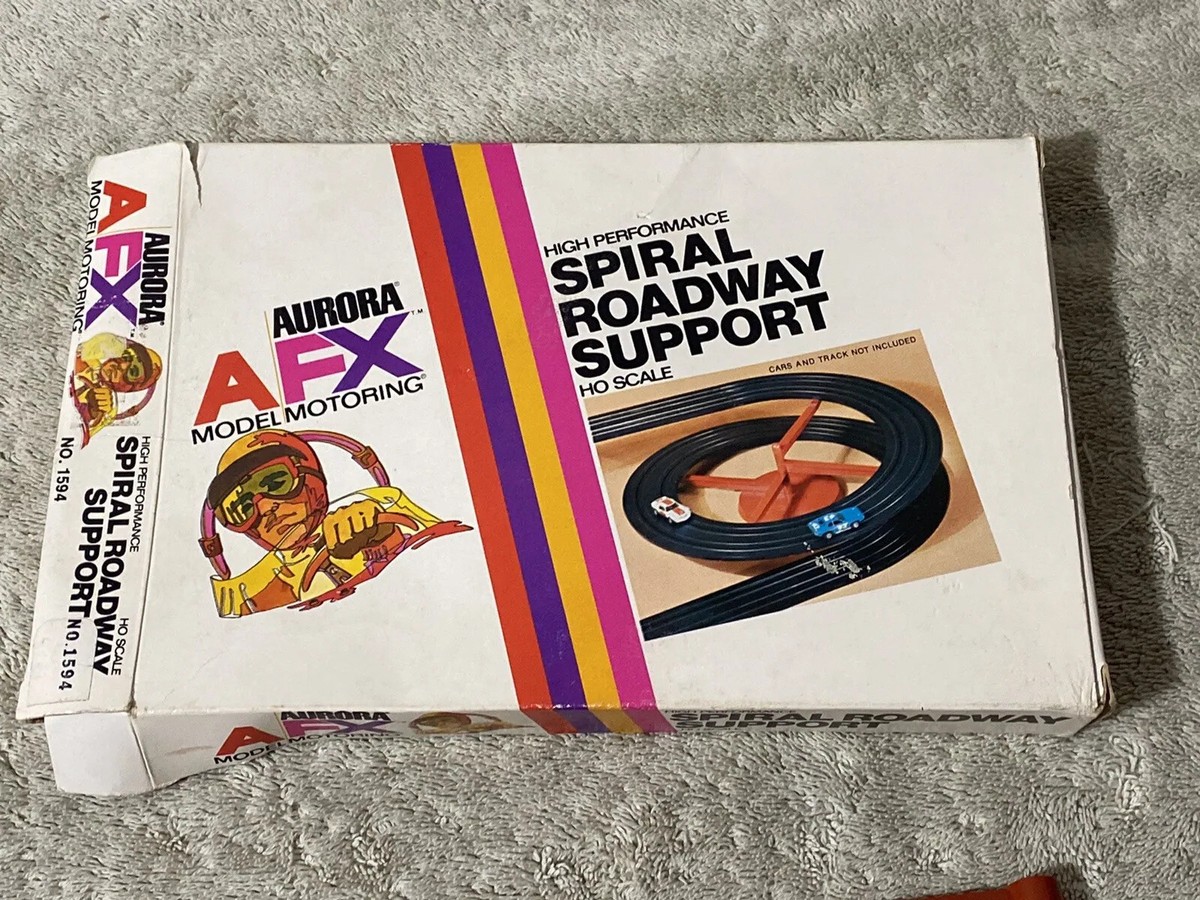 AURORA®
AFX™
MODEL MOTORING®
HIGH PERFORMANCE
SPIRAL
ROADWAY
SUPPORT
HO SCALE
CARS AND TRACK NOT INCLUDED
AURORA
AFX
MODEL MOTORING
NO. 1594
HIGH PERFORMANCE
SPIRAL ROADWAY
SUPPORT
HO SCALE
NO.1594
AURORA
AFX
MODEL MOTORING
SPIRAL ROADWAY
SUPPORT